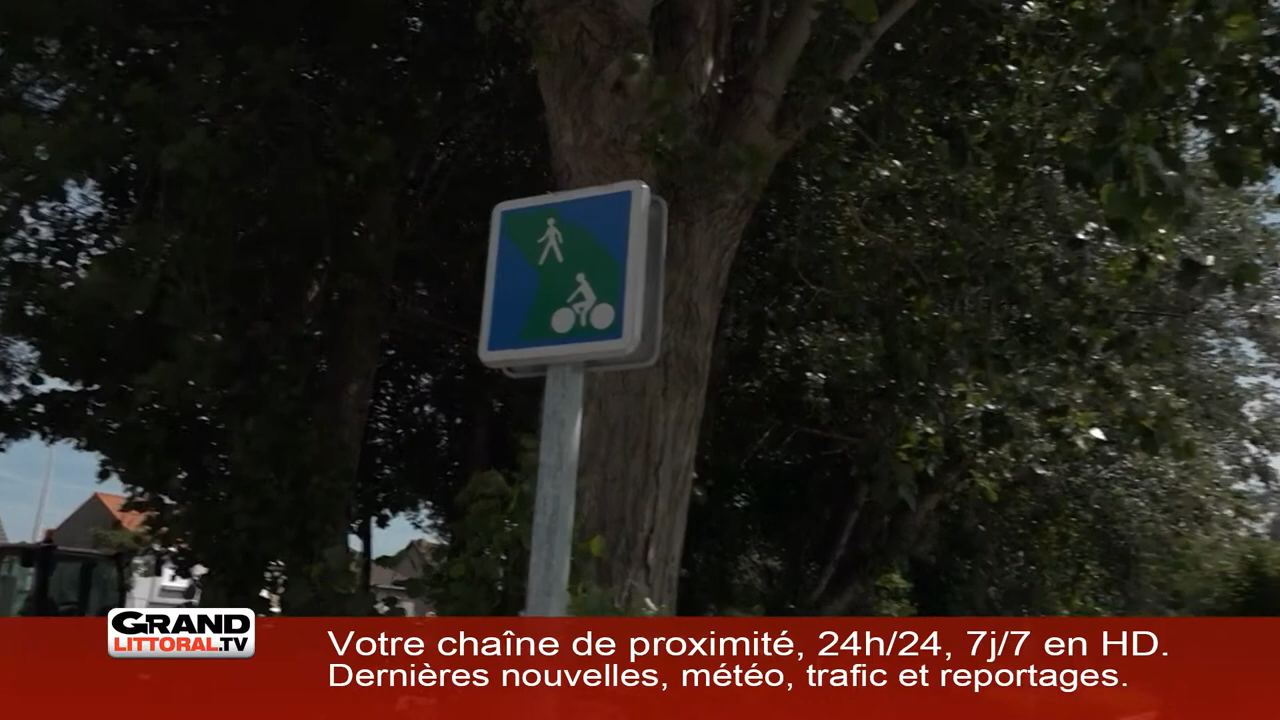 GRAND
LITTORAL.TV
Votre chaîne de proximité, 24h/24, 7j/7 en HD.
Dernières nouvelles, météo, trafic et reportages.